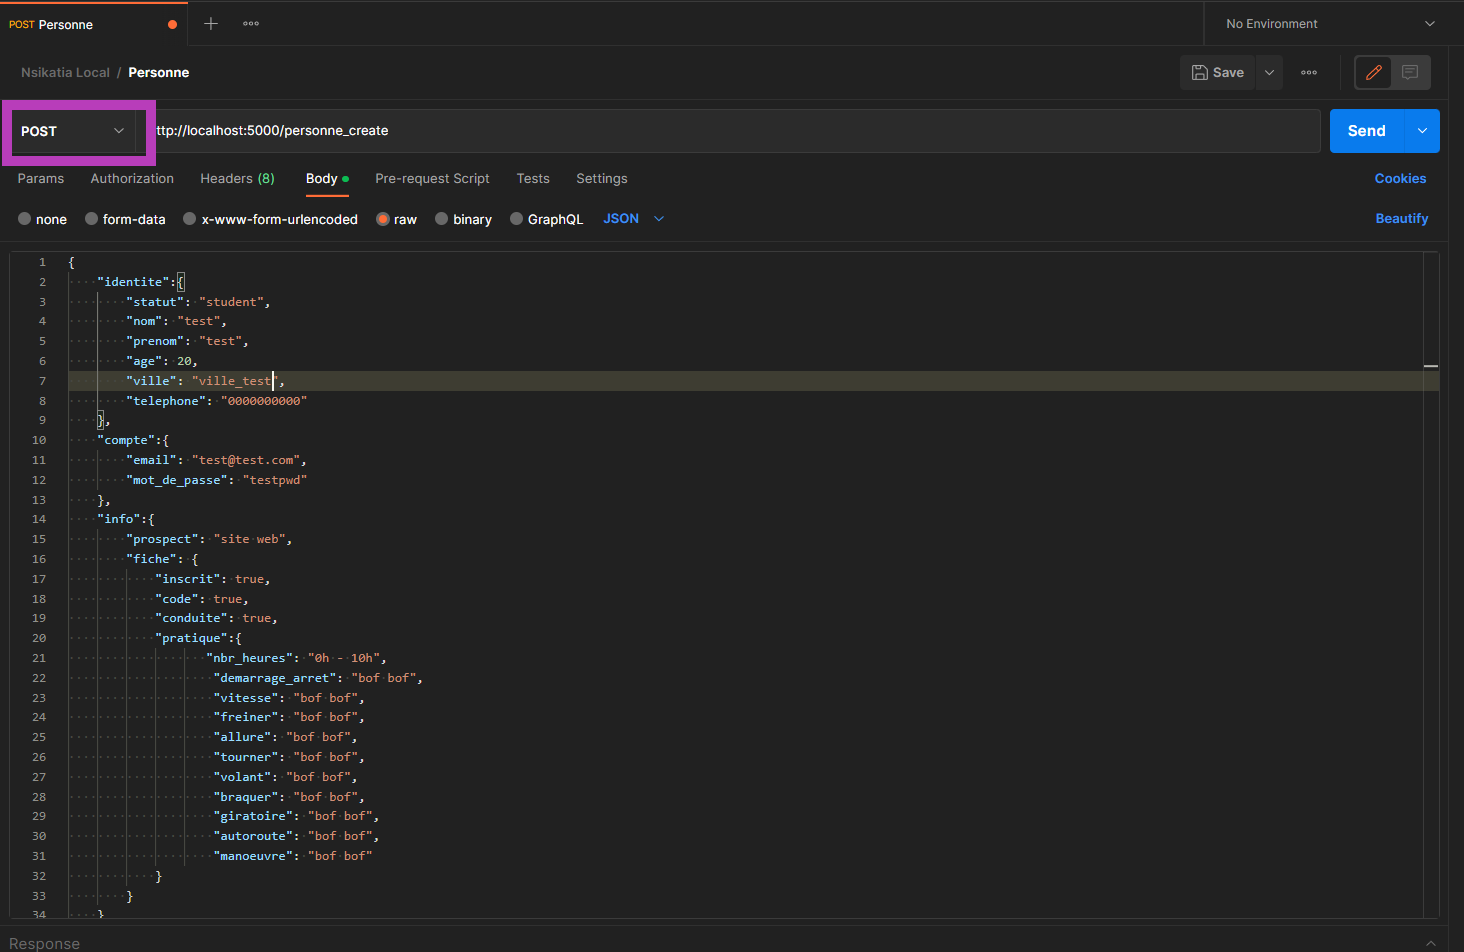 POST Personne
No Environment
Nsikatia Local / Personne
Save
POST
ttp://localhost:5000/personne_create
Send
Params Authorization Headers (8) Body Pre-request Script Tests Settings Cookies
none form-data x-www-form-urlencoded raw binary GraphQL JSON Beautify
1 {
2 "identite":{
3 "statut": "student",
4 "nom": "test",
5 "prenom": "test",
6 "age": 20,
7 "ville": "ville_test",
8 "telephone": "0000000000"
9 },
10 "compte":{
11 "email": "test@test.com",
12 "mot_de_passe": "testpwd"
13 },
14 "info":{
15 "prospect": "site web",
16 "fiche": {
17 "inscrit": true,
18 "code": true,
19 "conduite": true,
20 "pratique":{
21 "nbr_heures": "0h - 10h",
22 "demarrage_arret": "bof bof",
23 "vitesse": "bof bof",
24 "freiner": "bof bof",
25 "allure": "bof bof",
26 "tourner": "bof bof",
27 "volant": "bof bof",
28 "braquer": "bof bof",
29 "giratoire": "bof bof",
30 "autoroute": "bof bof",
31 "manoeuvre": "bof bof"
32 }
33 }
34 }
Response